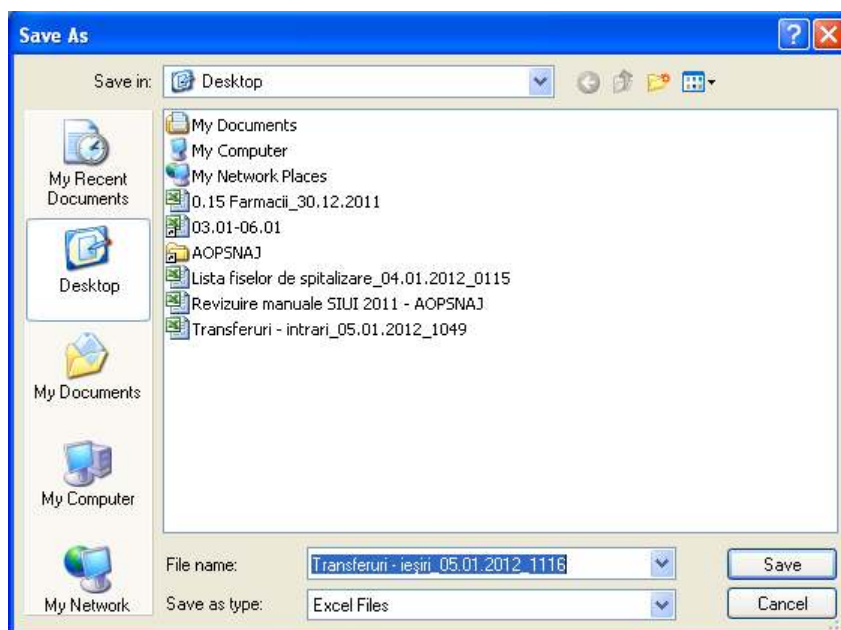 Save As
Save in:
Desktop
My Recent
Documents
Desktop
My Documents
My Computer
My Network
My Documents
My Computer
My Network Places
0.15 Farmacii_30.12.2011
03.01-06.01
AOPSNAJ
Lista fiselor de spitalizare_04.01.2012_0115
Revizuire manuale SIUI 2011 - AOPSNAJ
Transferuri - intrari_05.01.2012_1049
File name:
Transferuri - ieşiri_05.01.2012_1116
Save
Save as type:
Excel Files
Cancel